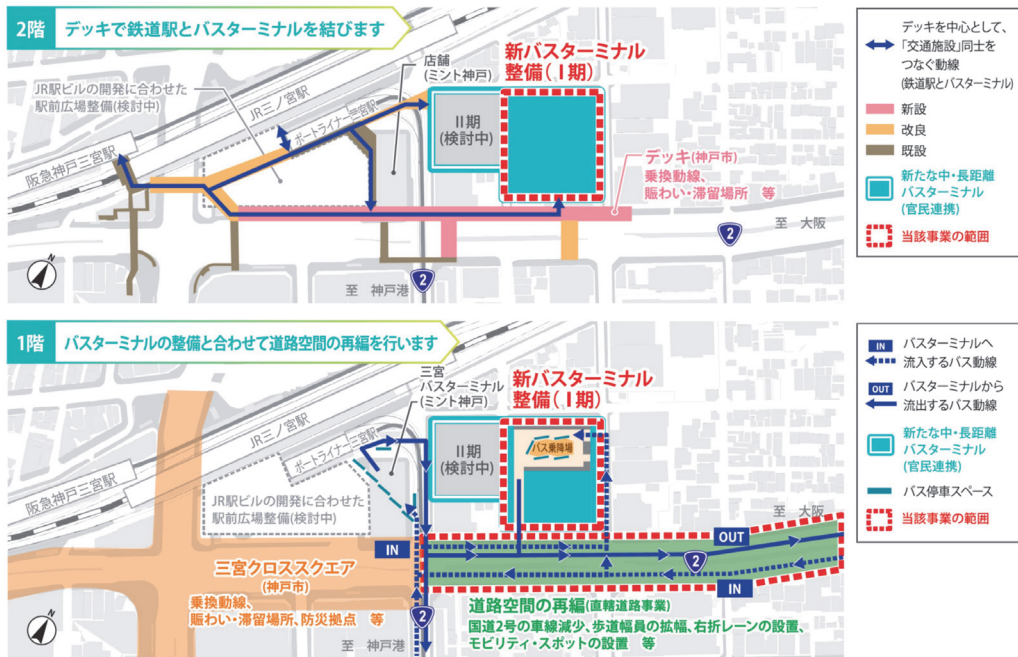 2階 デッキで鉄道駅とバスターミナルを結びます
JR駅ビルの開発に合わせた
駅前広場整備(検討中)
JR三ノ宮駅
阪急神戸三宮駅
ポートライナー三宮駅
店舗
(ミント神戸)
新バスターミナル
整備(Ⅰ期)
Ⅱ期
(検討中)
デッキ(神戸市)
乗換動線、
賑わい・滞留場所 等
至 大阪
2
2
至 神戸港
N
デッキを中心として、
「交通施設」同士を
つなぐ動線
(鉄道駅とバスターミナル)
新設
改良
既設
新たな中・長距離
バスターミナル
(官民連携)
当該事業の範囲
1階 バスターミナルの整備と合わせて道路空間の再編を行います
三宮
バスターミナル
(ミント神戸)
新バスターミナル
整備(Ⅰ期)
JR三ノ宮駅
ポートライナー三宮駅
阪急神戸三宮駅
Ⅱ期
(検討中)
バス乗降場
JR駅ビルの開発に合わせた
駅前広場整備(検討中)
至 大阪
IN
OUT
2
IN
三宮クロススクエア
(神戸市)
乗換動線、
賑わい・滞留場所、防災拠点 等
2
道路空間の再編(直轄道路事業)
国道2号の車線減少、歩道幅員の拡幅、右折レーンの設置、
モビリティ・スポットの設置 等
至 神戸港
N
IN バスターミナルへ
流入するバス動線
OUT バスターミナルから
流出するバス動線
新たな中・長距離
バスターミナル
(官民連携)
バス停車スペース
当該事業の範囲